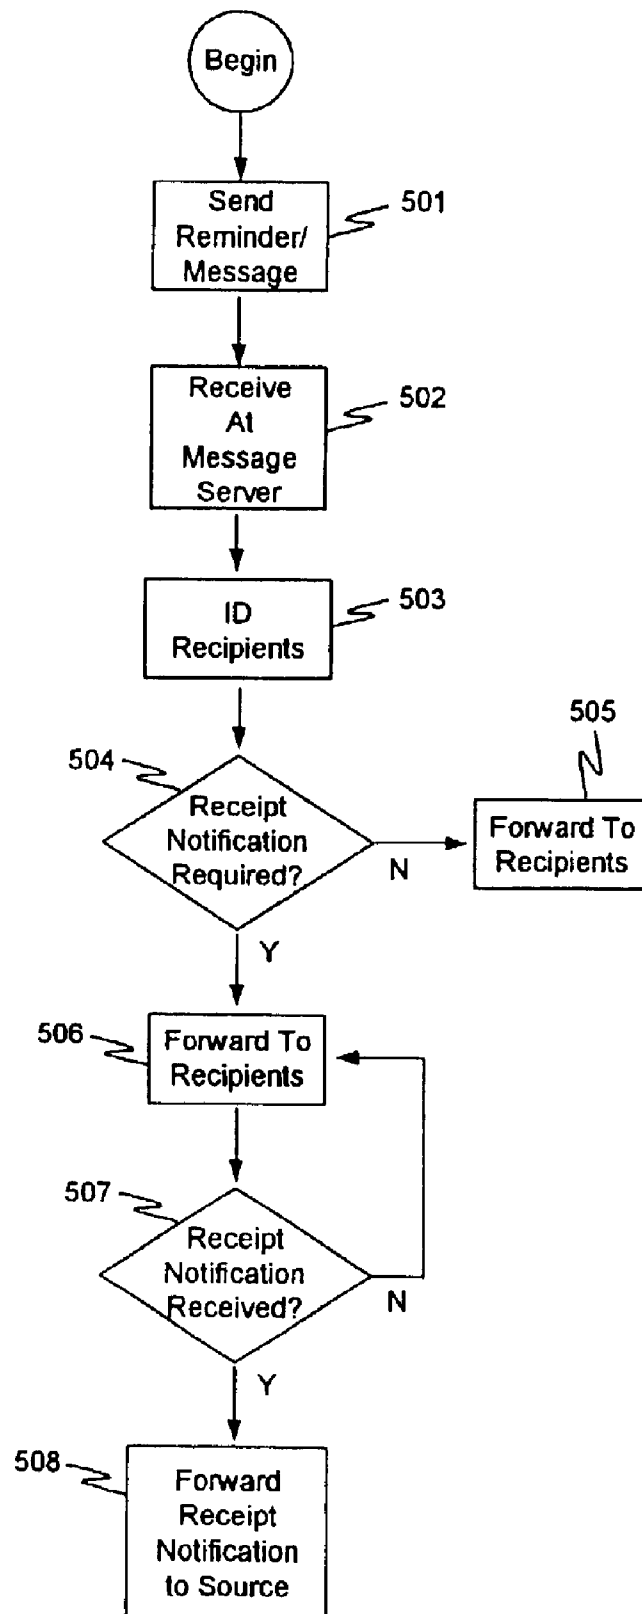 Begin
Send
Reminder/
Message
501
Receive
At
Message
Server
502
ID
Recipients
503
504
Receipt
Notification
Required?
N
Y
505
Forward To
Recipients
506
Forward To
Recipients
507
Receipt
Notification
Received?
N
Y
508
Forward
Receipt
Notification
to Source